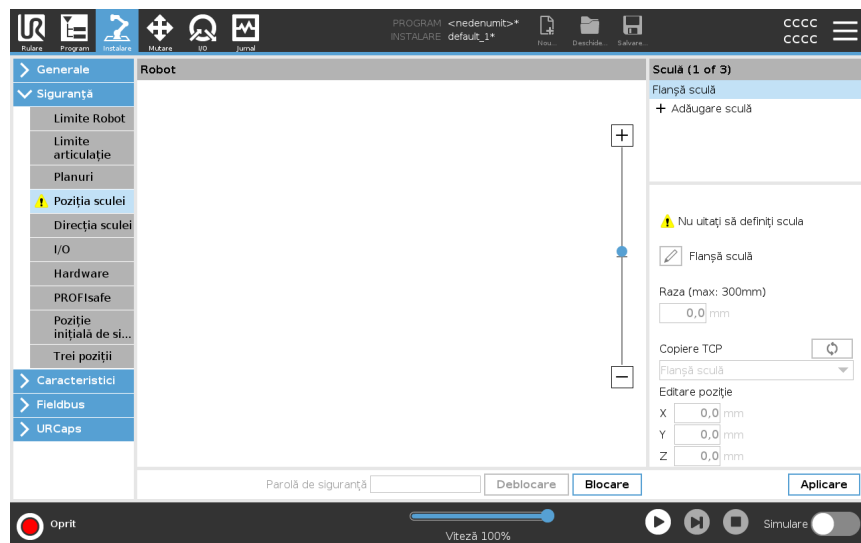 PROGRAM <nedenumit>*
INSTALARE default_1*
Rulare Program Instalare Mutare I/O Jurnal
Nou... Deschide... Salvare...
CCCC
CCCC
Generale
Siguranță
Limite Robot
Limite
articulație
Planuri
Poziția sculei
Direcția sculei
I/O
Hardware
PROFIsafe
Poziție
inițială de si...
Trei poziții
Caracteristici
Fieldbus
URCaps
Robot
Sculă (1 of 3)
Flanșă sculă
Adăugare sculă
Nu uitați să definiți scula
Flanșă sculă
Raza (max: 300mm)
0,0 mm
Copiere TCP
Flanșă sculă
Editare poziție
X 0,0 mm
Y 0,0 mm
Z 0,0 mm
Parolă de siguranță Deblocare Blocare Aplicare
Oprit
Viteză 100%
Simulare